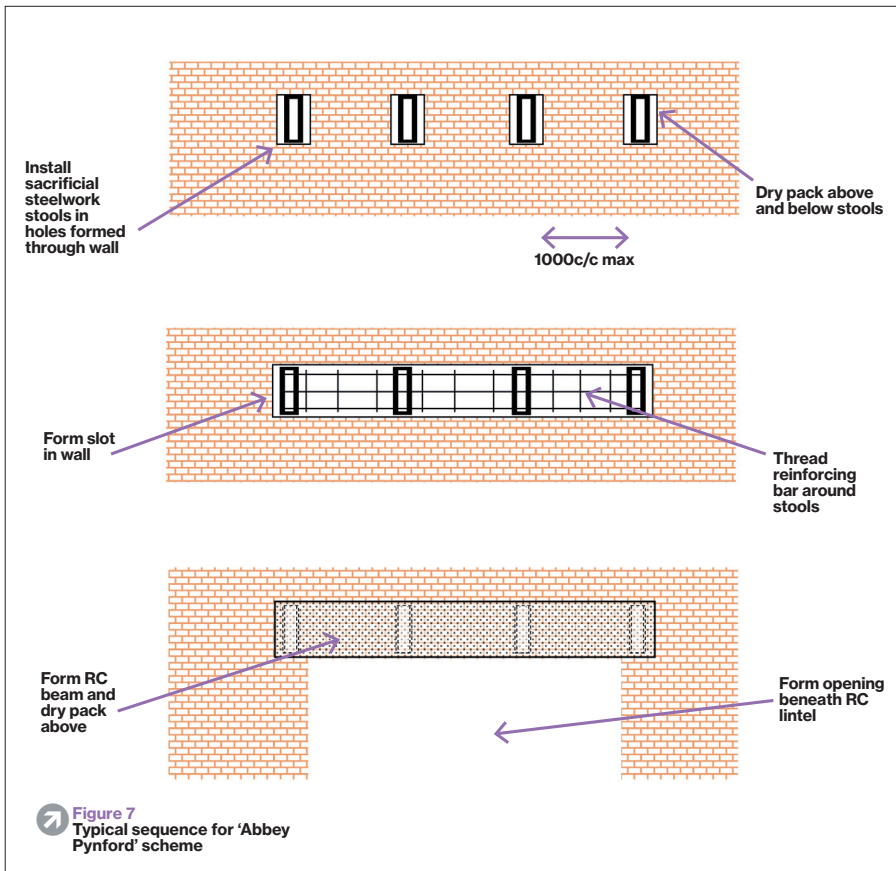 Install
sacrificial
steelwork
stools in
holes formed
through wall
Dry pack above
and below stools
1000c/c max
Form slot
in wall
Thread
reinforcing
bar around
stools
Form RC
beam and
dry pack
above
Form opening
beneath RC
lintel
Figure 7
Typical sequence for ‘Abbey
Pynford’ scheme